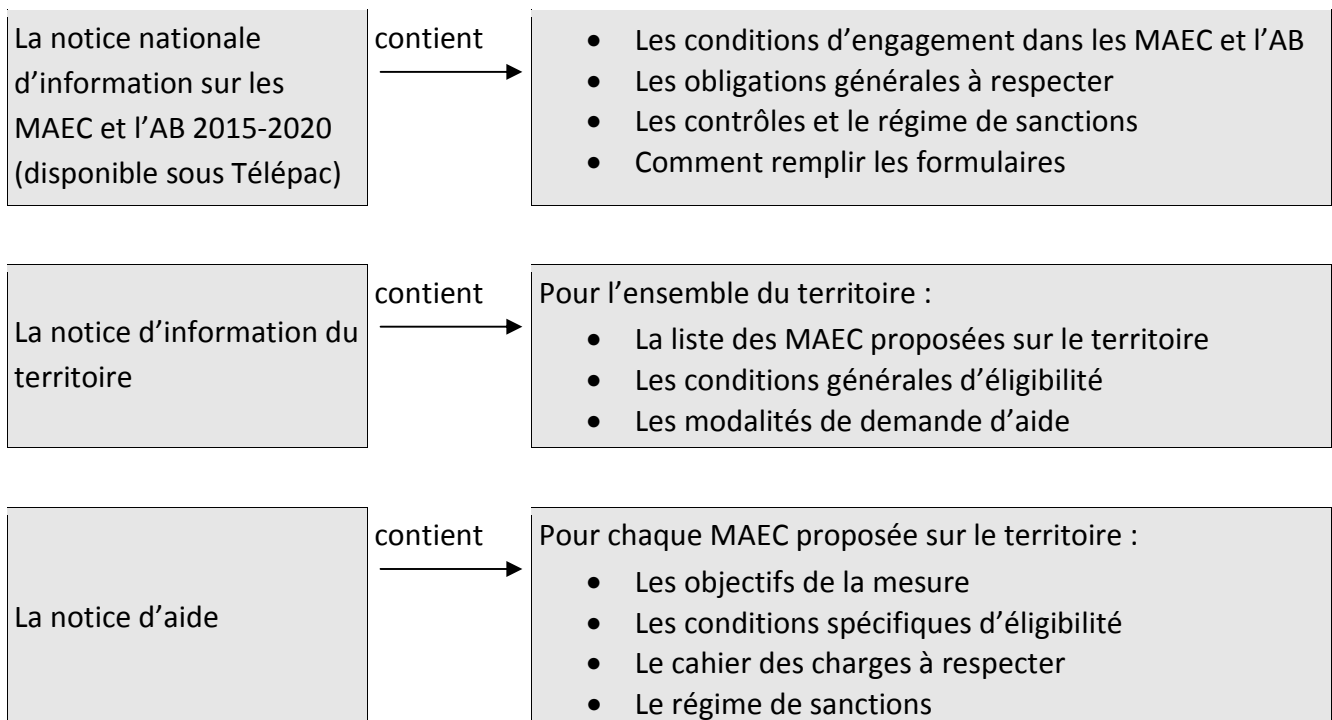 La notice nationale
d’information sur les
MAEC et l’AB 2015-2020
(disponible sous Télépac)
contient
• Les conditions d’engagement dans les MAEC et l’AB
• Les obligations générales à respecter
• Les contrôles et le régime de sanctions
• Comment remplir les formulaires
La notice d’information du
territoire
contient
Pour l’ensemble du territoire :
• La liste des MAEC proposées sur le territoire
• Les conditions générales d’éligibilité
• Les modalités de demande d’aide
La notice d’aide
contient
Pour chaque MAEC proposée sur le territoire :
• Les objectifs de la mesure
• Les conditions spécifiques d’éligibilité
• Le cahier des charges à respecter
• Le régime de sanctions